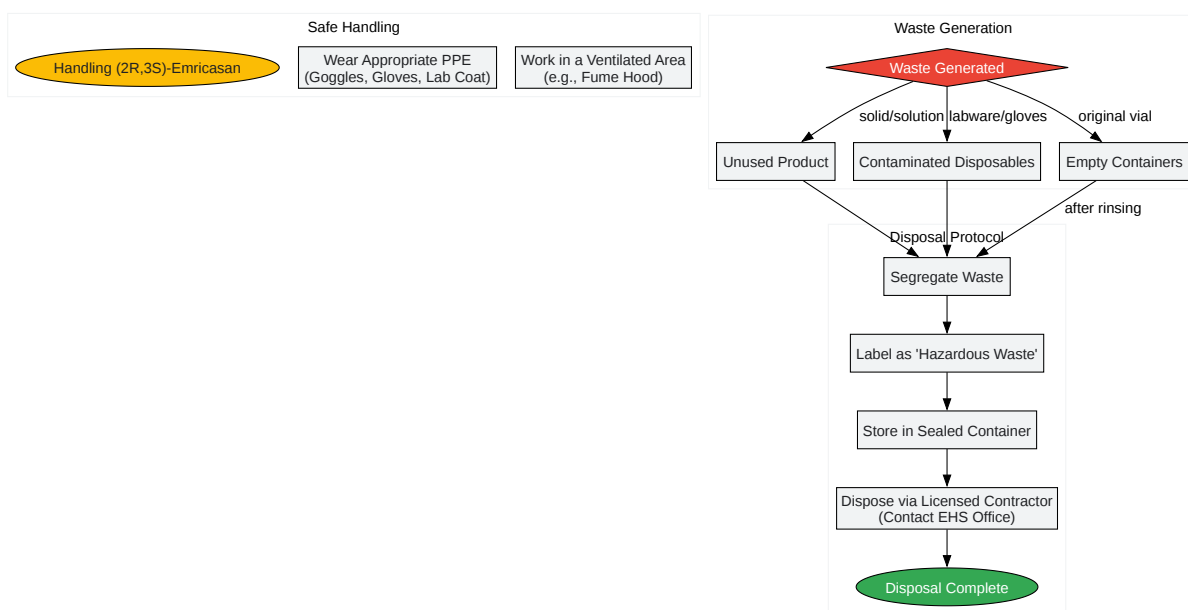 Safe Handling
Handling (2R,3S)-Emricasan
Wear Appropriate PPE
(Goggles, Gloves, Lab Coat)
Work in a Ventilated Area
(e.g., Fume Hood)
Waste Generation
Waste Generated
solid/solution
labware/gloves
original vial
Unused Product
Contaminated Disposables
Empty Containers
after rinsing
Disposal Protocol
Segregate Waste
Label as 'Hazardous Waste'
Store in Sealed Container
Dispose via Licensed Contractor
(Contact EHS Office)
Disposal Complete